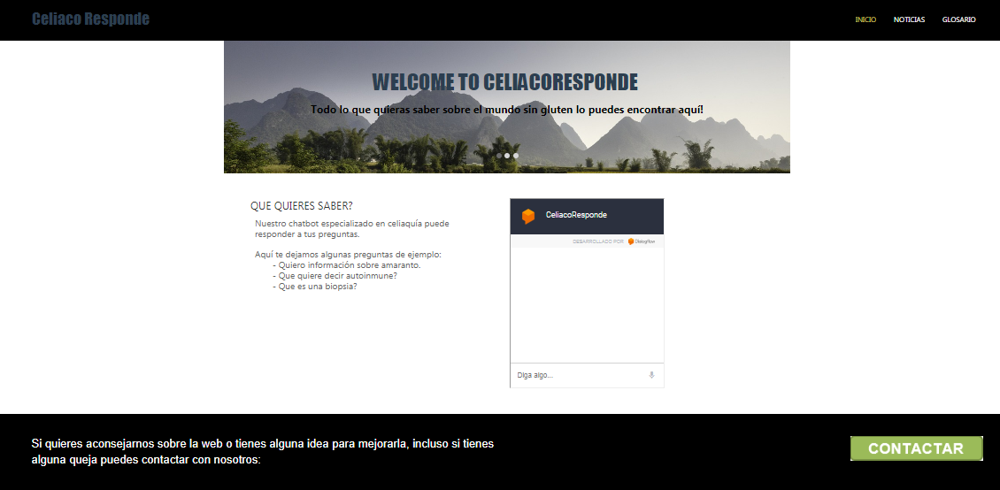 Celiaco Responde
INICIO NOTICIAS GLOSARIO
WELCOME TO CELIACORESPONDE
Todo lo que quieras saber sobre el mundo sin gluten lo puedes encontrar aquí!
QUE QUIERES SABER?
Nuestro chatbot especializado en celiaquía puede
responder a tus preguntas.
Aquí te dejamos algunas preguntas de ejemplo:
- Quiero información sobre amaranto.
- Que quiere decir autoinmune?
- Que es una biopsia?
CeliacoResponde
DESARROLLADO POR Dialogflow
Diga algo...
Si quieres aconsejarnos sobre la web o tienes alguna idea para mejorarla, incluso si tienes
alguna queja puedes contactar con nosotros:
CONTACTAR